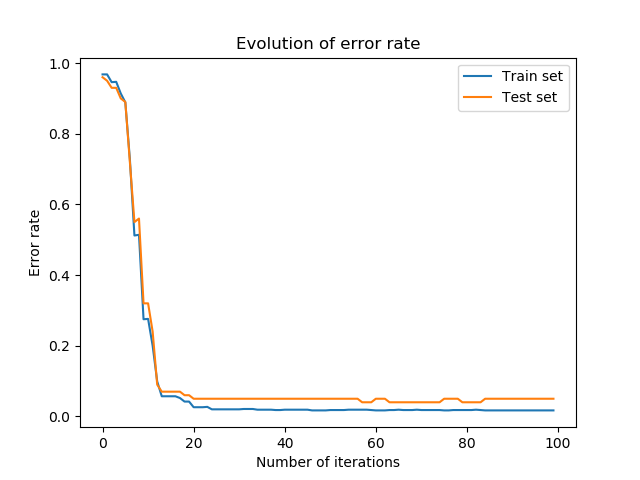 Evolution of error rate
Train set
Test set
Error rate
1.0
0.8
0.6
0.4
0.2
0.0
0 20 40 60 80 100
Number of iterations